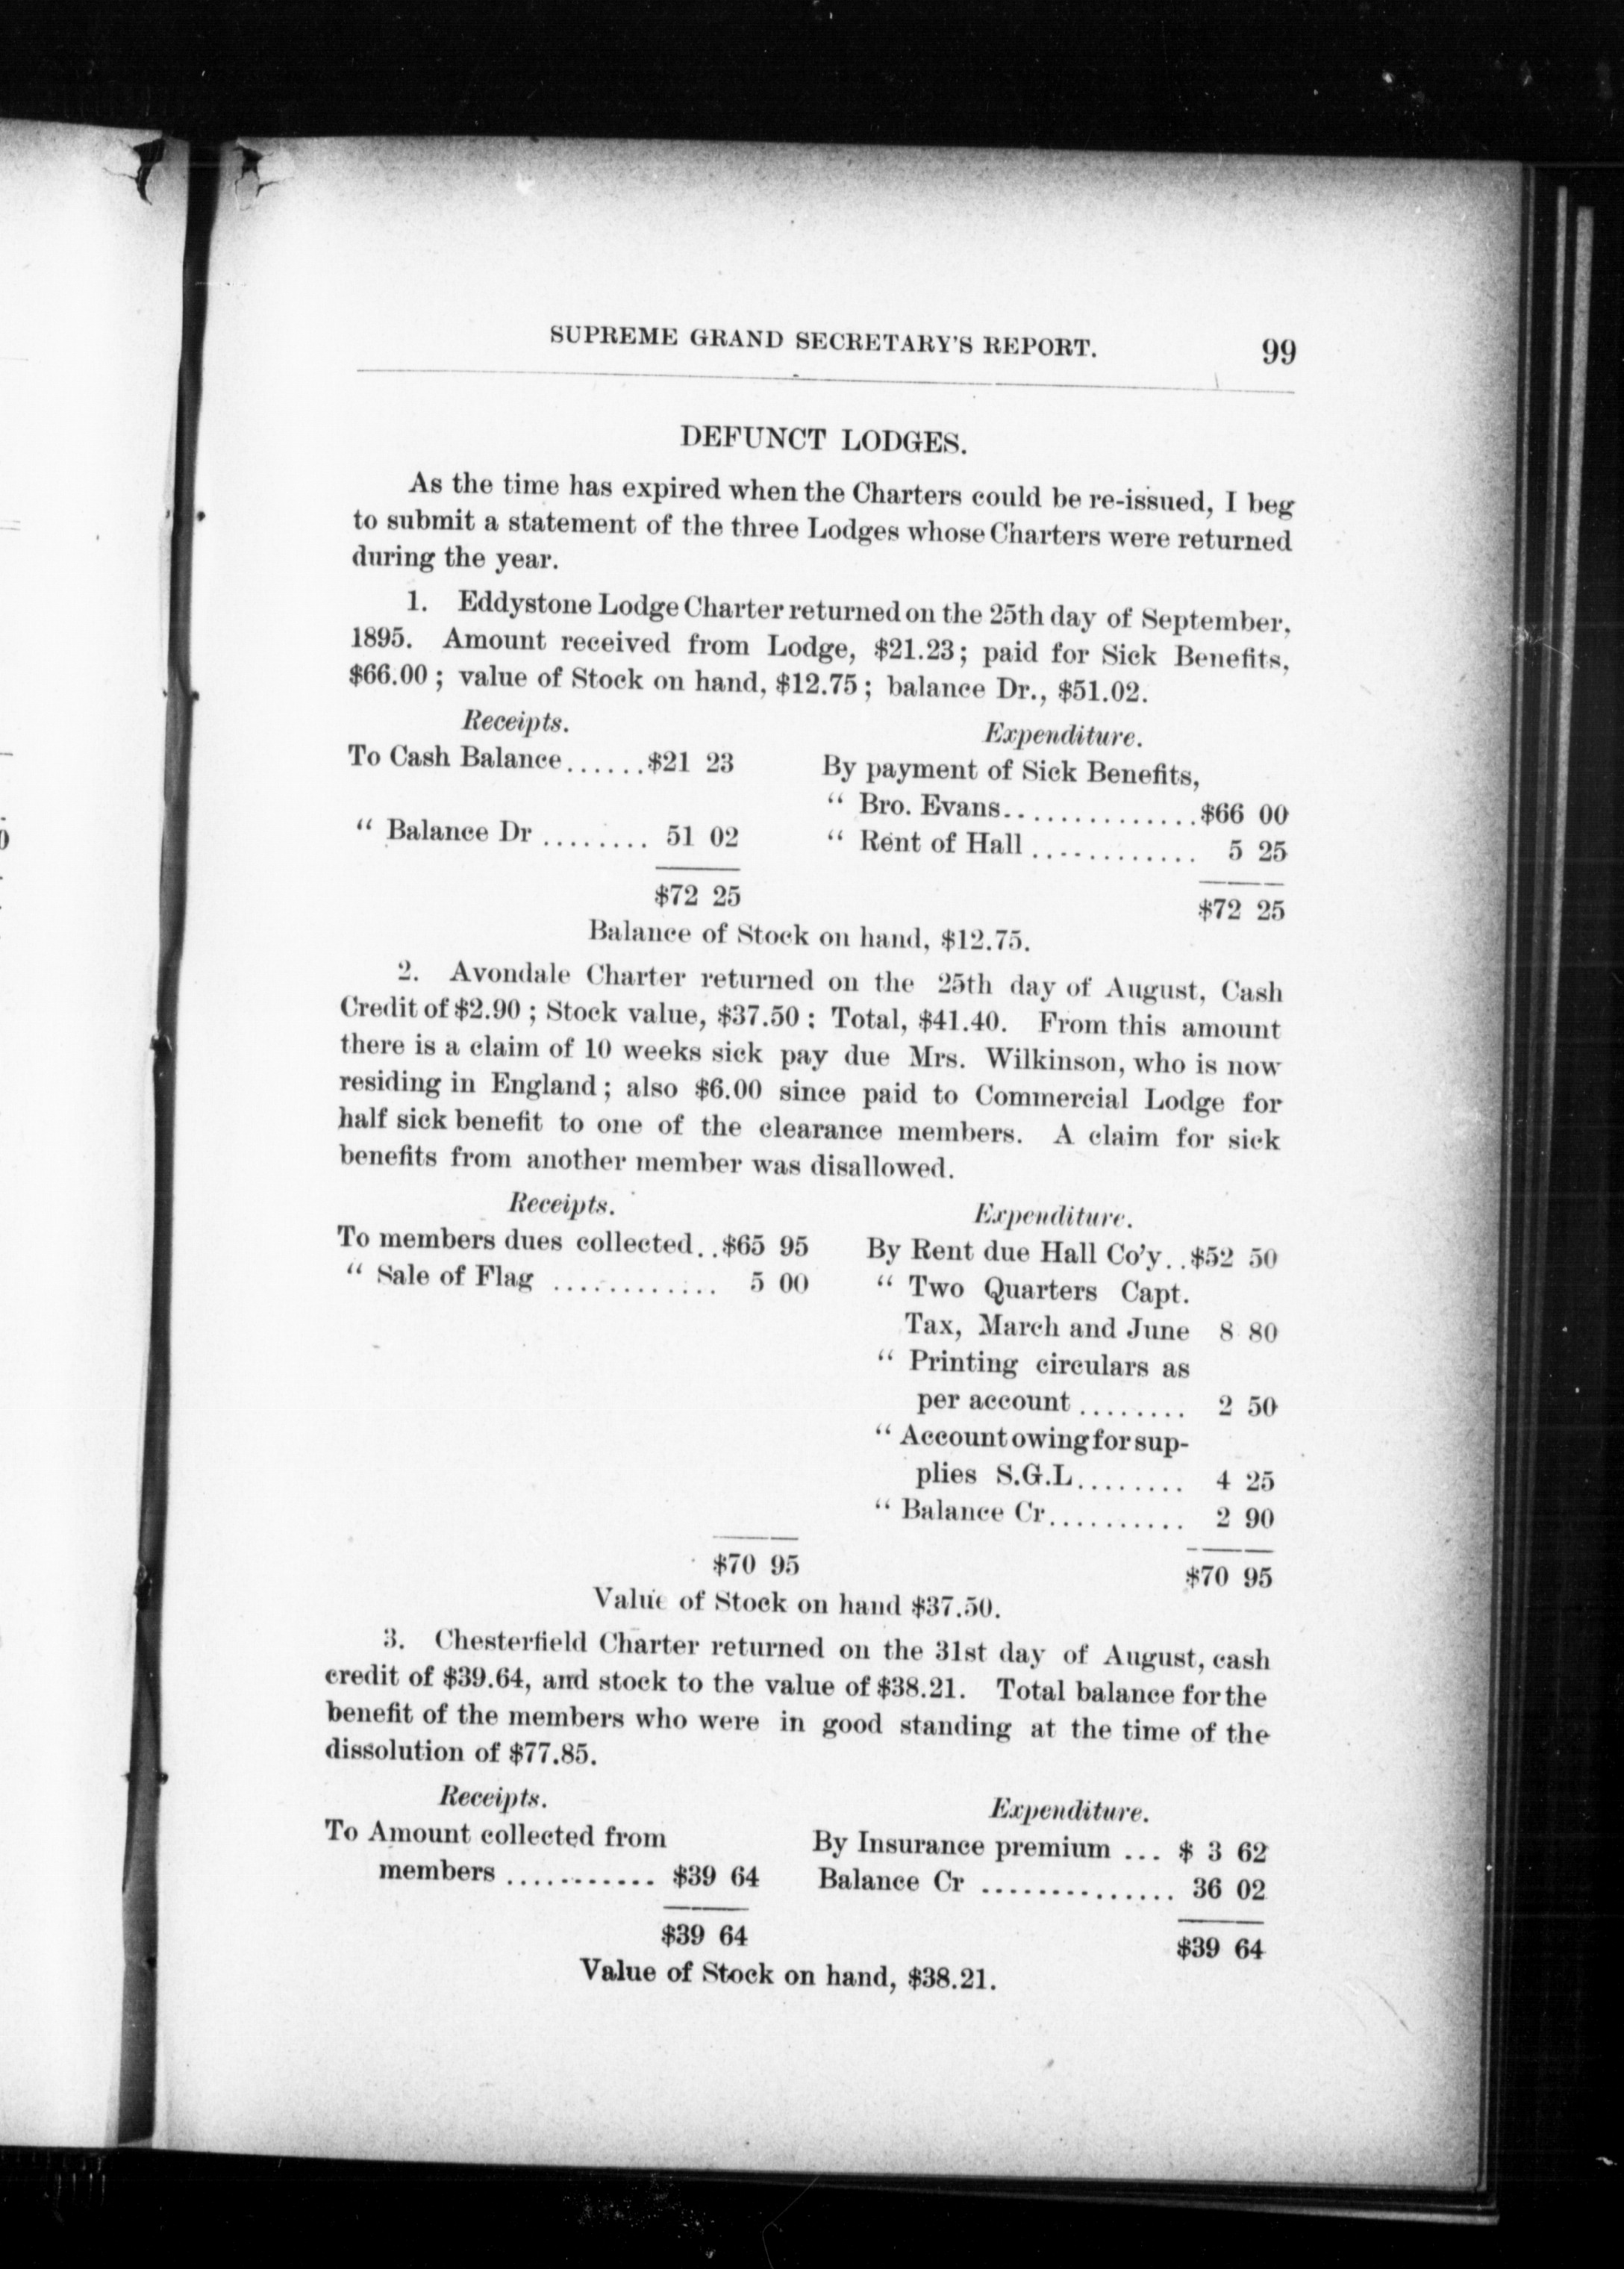 SUPREME GRAND SECRETARY'S REPORT. 99
DEFUNCT LODGES.
As the time has expired when the Charters could be re-issued, I beg
to submit a statement of the three Lodges whose Charters were returned
during the year.
1. Eddystone Lodge Charter returned on the 25th day of September,
1895. Amount received from Lodge, $21.23; paid for Sick Benefits,
$66.00; value of Stock on hand, $12.75; balance Dr., $51.02.
Receipts. Expenditure.
To Cash Balance......$21 23 By payment of Sick Benefits,
" Bro. Evans..............$66 00
" Balance Dr ........ 51 02 " Rent of Hall ............ 5 25
$72 25 $72 25
Balance of Stock on hand, $12.75.
2. Avondale Charter returned on the 25th day of August, Cash
Credit of $2.90; Stock value, $37.50: Total, $41.40. From this amount
there is a claim of 10 weeks sick pay due Mrs. Wilkinson, who is now
residing in England; also $6.00 since paid to Commercial Lodge for
half sick benefit to one of the clearance members. A claim for sick
benefits from another member was disallowed.
Receipts. Expenditure.
To members dues collected..$65 95 By Rent due Hall Co'y..$52 50
" Sale of Flag ............ 5 00 " Two Quarters Capt.
Tax, March and June 8 80
" Printing circulars as
per account ........ 2 50
" Account owing for sup-
plies S.G.L........ 4 25
" Balance Cr.......... 2 90
$70 95 $70 95
Value of Stock on hand $37.50.
3. Chesterfield Charter returned on the 31st day of August, cash
credit of $39.64, and stock to the value of $38.21. Total balance for the
benefit of the members who were in good standing at the time of the
dissolution of $77.85.
Receipts. Expenditure.
To Amount collected from By Insurance premium ... $ 3 62
members ........... $39 64 Balance Cr .............. 36 02
$39 64 $39 64
Value of Stock on hand, $38.21.